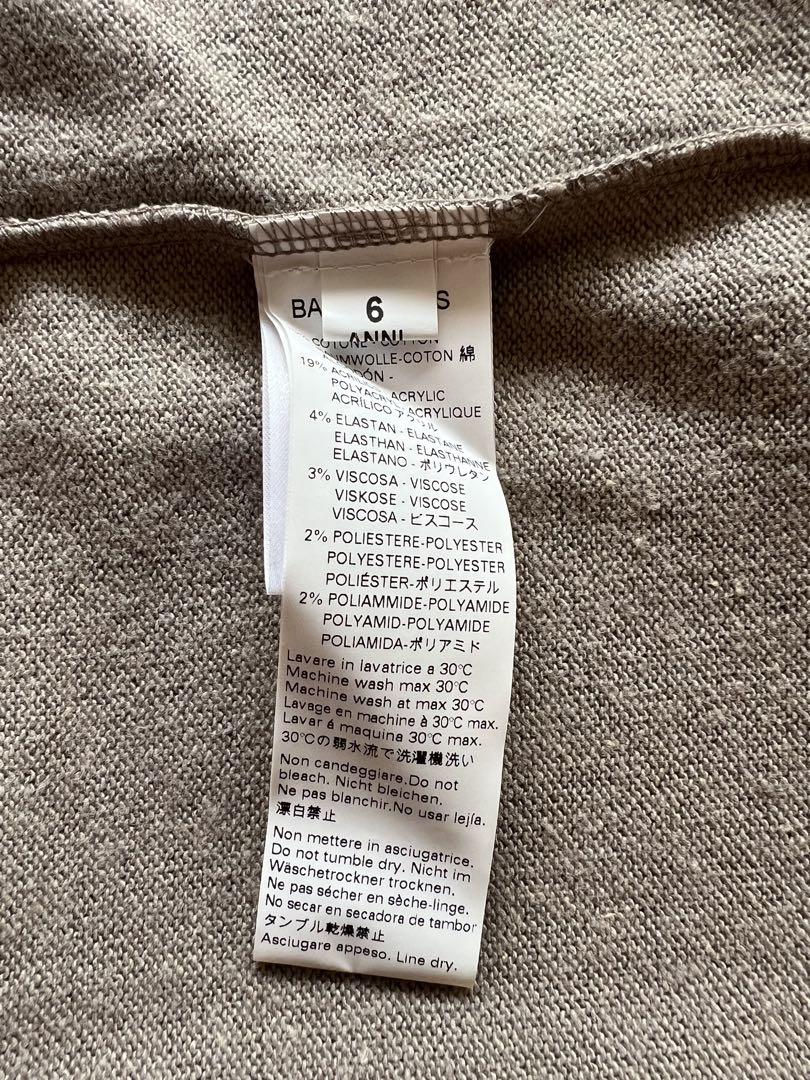 BA S
6
ANNI
COTONE - COTTON
UMWOLLE-COTON 綿
19%
ACRYLIC
ACRÍLICO ACRYLIQUE
4% ELASTAN - ELASTANE
ELASTHAN - ELASTHANNE
ELASTANO - ポリウレタン
3% VISCOSA - VISCOSE
VISKOSE - VISCOSE
VISCOSA - ビスコース
2% POLIESTERE-POLYESTER
POLYESTERE-POLYESTER
POLIÉSTER-ポリエステル
2% POLIAMMIDE-POLYAMIDE
POLYAMID-POLYAMIDE
POLIAMIDA-ポリアミド
Lavare in lavatrice a 30°C
Machine wash max 30°C
Machine wash at max 30°C
Lavage en machine à 30°C max.
Lavar á maquina 30°C max.
30°Cの弱水流で洗濯機洗い
Non candeggiare.Do not
bleach. Nicht bleichen.
Ne pas blanchir.No usar lejía.
漂白禁止
Non mettere in asciugatrice.
Do not tumble dry. Nicht im
Wäschetrockner trocknen.
Ne pas sécher en sèche-linge.
No secar en secadora de tambor
タンブル乾燥禁止
Asciugare appeso. Line dry.